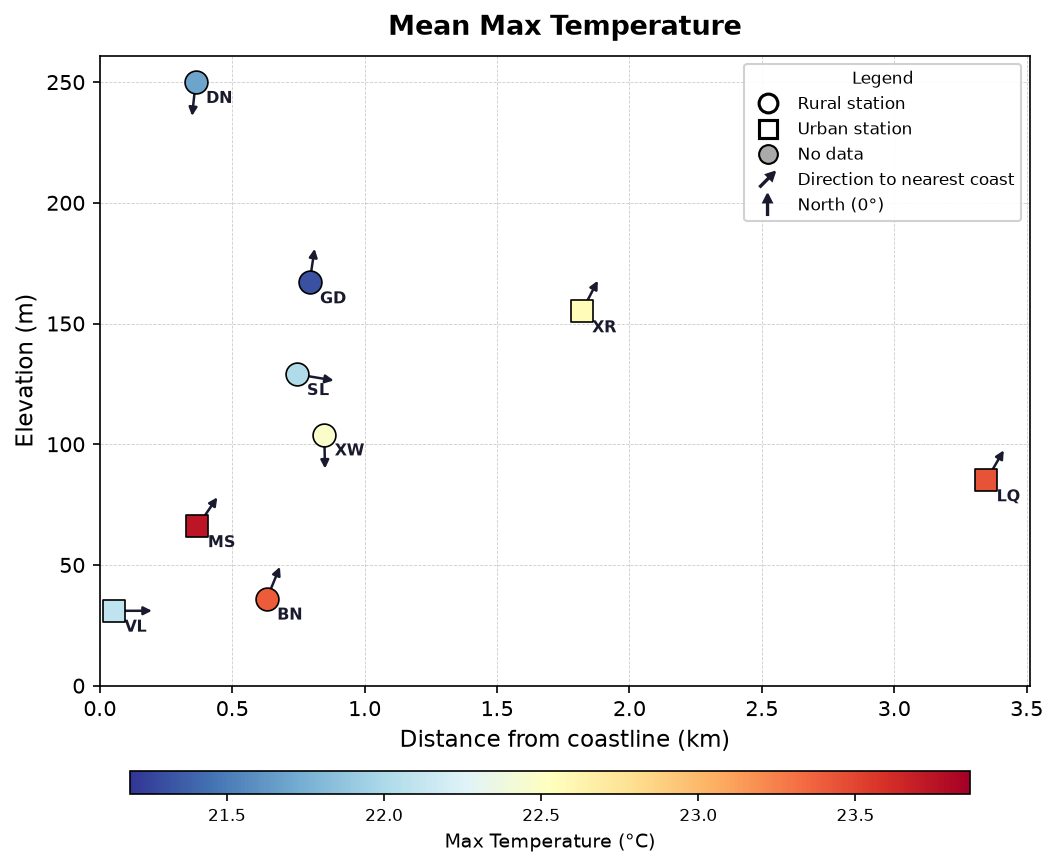 Mean Max Temperature
Legend
Rural station
Urban station
No data
Direction to nearest coast
North (0°)
Elevation (m)
250
200
150
100
50
0
DN
GD
XR
SL
XW
LQ
MS
BN
VL
0.0 0.5 1.0 1.5 2.0 2.5 3.0 3.5
Distance from coastline (km)
21.5 22.0 22.5 23.0 23.5
Max Temperature (°C)